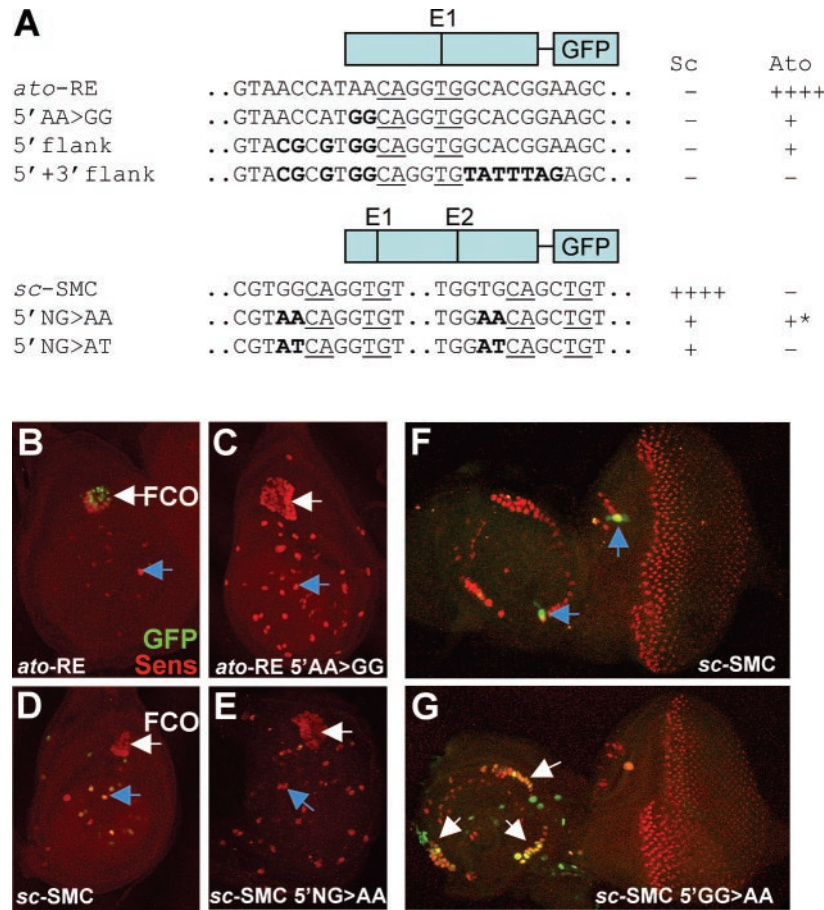 A
E1
GFP
Sc Ato
ato-RE ..GTAACCATAACAGGTGGCACGGAAGC.. – ++++
5'AA>GG ..GTAACCATGGCAGGTGGCACGGAAGC.. – +
5'flank ..GTACGCGTGGCAGGTGGCACGGAAGC.. – +
5'+3'flank ..GTACGCGTGGCAGGTGTATTTAGAGC.. – –
E1 E2
GFP
sc-SMC ..CGTGGCAGGTGT..TGGTGCAGCTGT.. ++++ –
5'NG>AA ..CGTAACAGGTGT..TGGAACAGCTGT.. + +*
5'NG>AT ..CGTATCAGGTGT..TGGATCAGCTGT.. + –
B
FCO
GFP
Sens
ato-RE
C
ato-RE 5'AA>GG
F
sc-SMC
D
FCO
sc-SMC
E
sc-SMC 5'NG>AA
G
sc-SMC 5'GG>AA